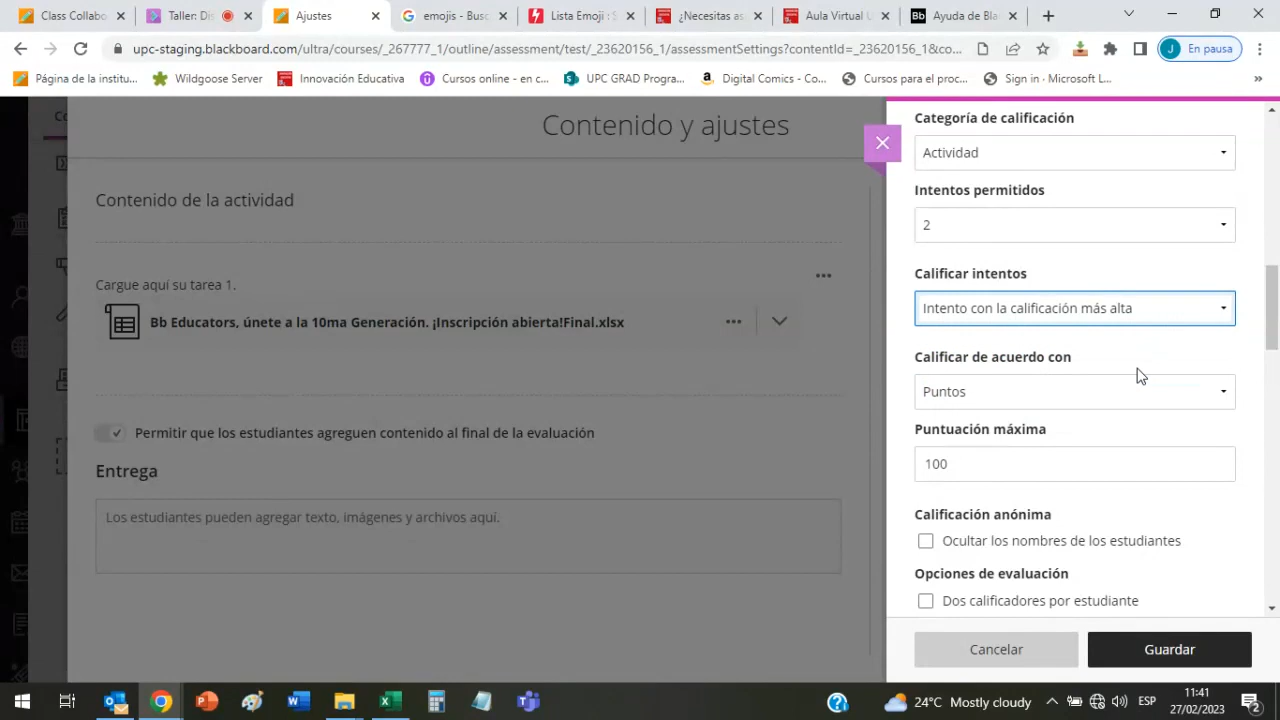 Class Collabo
Taller: Di
Ajustes
emojis - Bus
Lista Emoji : S
¿Necesitas as
Aula Virtual U
Ayuda de Bla
upc-staging.blackboard.com/ultra/courses/_267777_1/outline/assessment/test/_23620156_1/assessmentSettings?contentId=_23620156_1&co...
J En pausa
Página de la institu...
Wildgoose Server
Innovación Educativa
Cursos online - en c...
UPC GRAD Progra...
Digital Comics - Co...
Cursos para el proc...
Sign in · Microsoft L...
»
Co
Contenido y ajustes
Contenido de la actividad
Cargue aquí su tarea 1.
Bb Educators, únete a la 10ma Generación. ¡Inscripción abierta!Final.xlsx
Permitir que los estudiantes agreguen contenido al final de la evaluación
Entrega
Los estudiantes pueden agregar texto, imágenes y archivos aquí.
Categoría de calificación
Actividad
Intentos permitidos
2
Calificar intentos
Intento con la calificación más alta
Calificar de acuerdo con
Puntos
Puntuación máxima
100
Calificación anónima
Ocultar los nombres de los estudiantes
Opciones de evaluación
Dos calificadores por estudiante
Cancelar
Guardar
24°C Mostly cloudy
ESP
11:41
27/02/2023
2